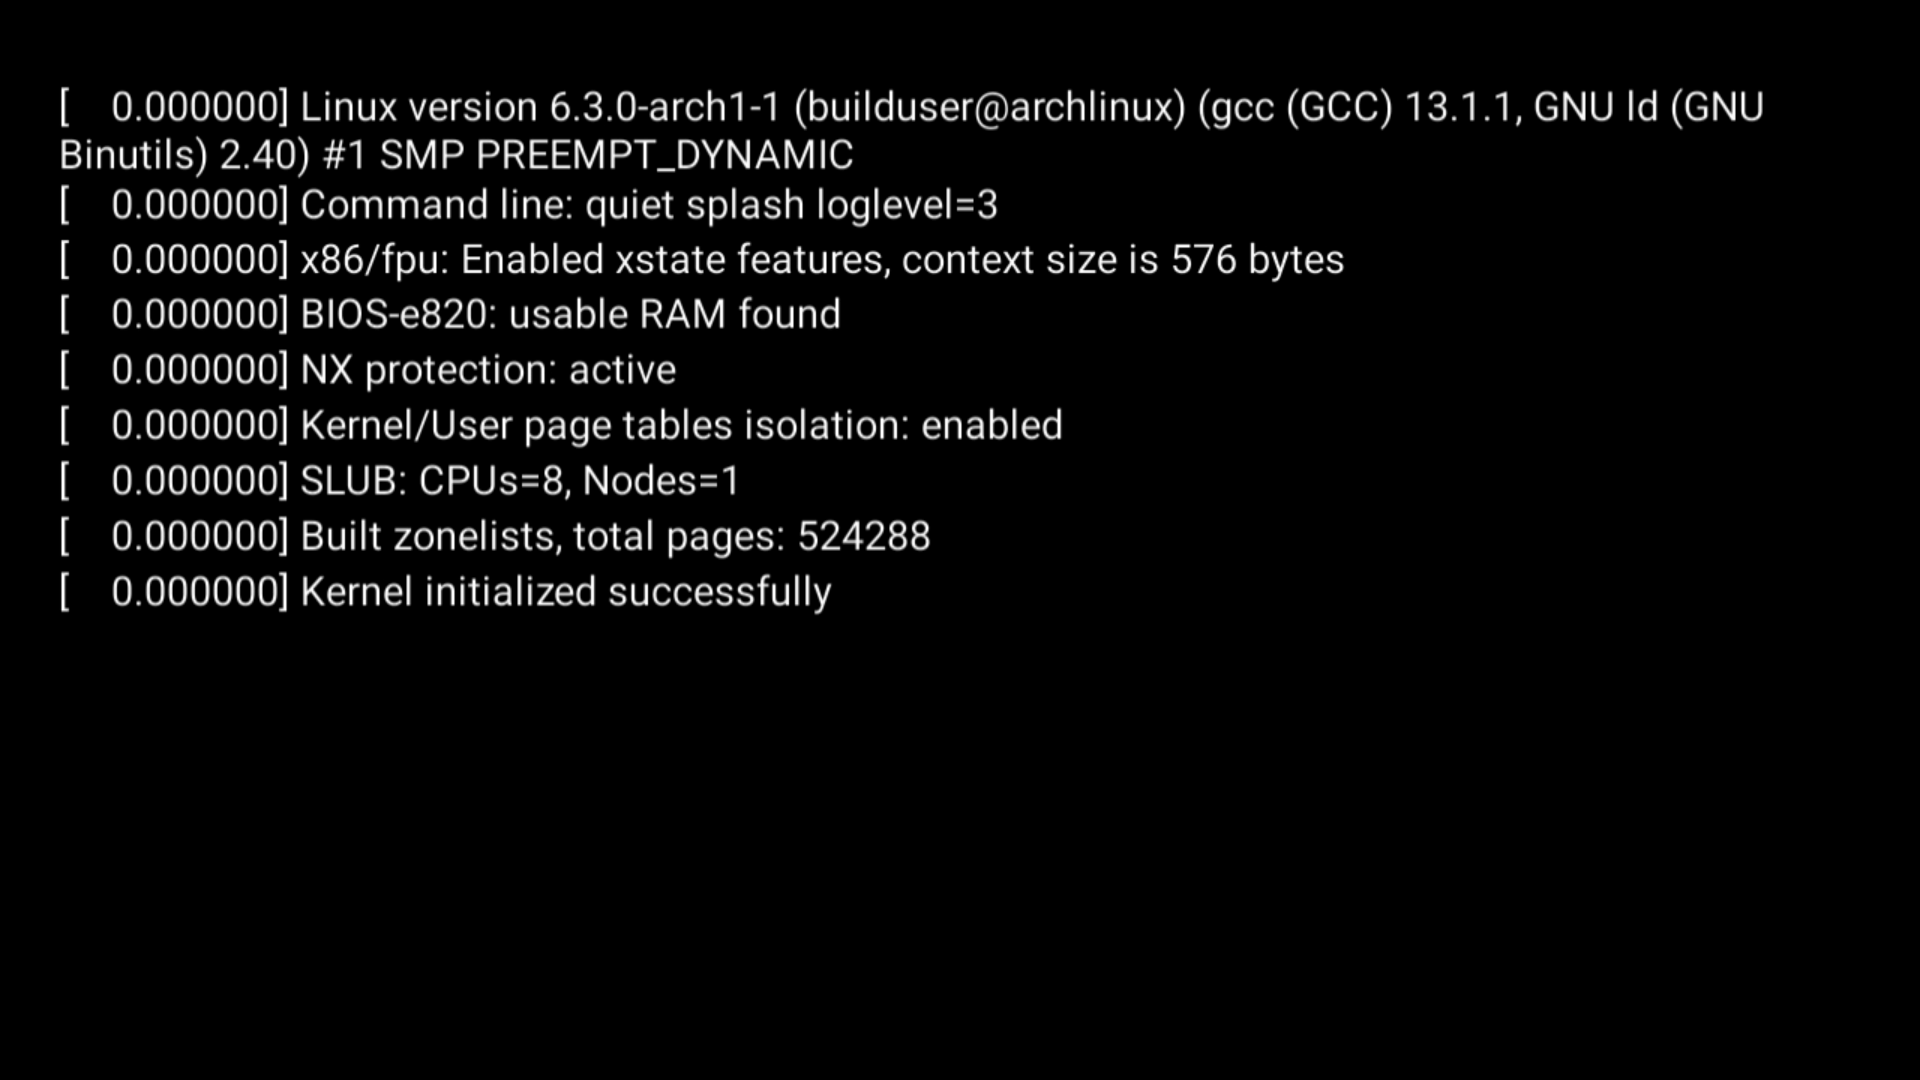 [    0.000000] Linux version 6.3.0-arch1-1 (builduser@archlinux) (gcc (GCC) 13.1.1, GNU ld (GNU
Binutils) 2.40) #1 SMP PREEMPT_DYNAMIC
[    0.000000] Command line: quiet splash loglevel=3
[    0.000000] x86/fpu: Enabled xstate features, context size is 576 bytes
[    0.000000] BIOS-e820: usable RAM found
[    0.000000] NX protection: active
[    0.000000] Kernel/User page tables isolation: enabled
[    0.000000] SLUB: CPUs=8, Nodes=1
[    0.000000] Built zonelists, total pages: 524288
[    0.000000] Kernel initialized successfully